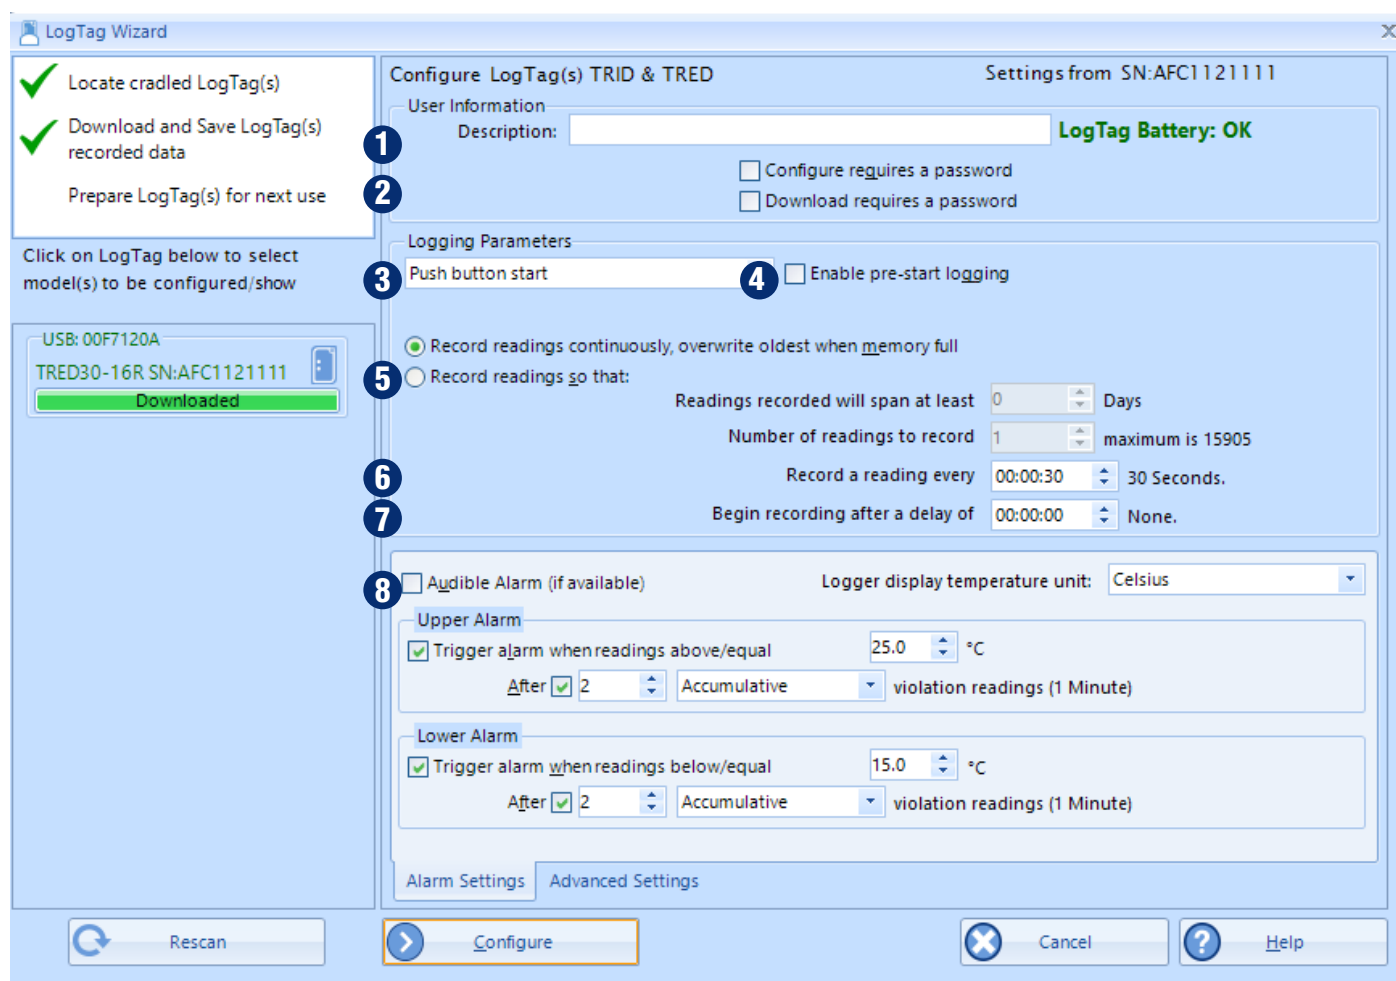 LogTag Wizard
Locate cradled LogTag(s)
Download and Save LogTag(s)
recorded data
Prepare LogTag(s) for next use
Click on LogTag below to select
model(s) to be configured/show
USB: 00F7120A
TRED30-16R SN:AFC1121111
Downloaded
Configure LogTag(s) TRID & TRED Settings from SN:AFC1121111
User Information
1 Description: LogTag Battery: OK
Configure requires a password
2 Download requires a password
Logging Parameters
3 Push button start 4 Enable pre-start logging
Record readings continuously, overwrite oldest when memory full
5 Record readings so that:
Readings recorded will span at least 0 Days
Number of readings to record 1 maximum is 15905
6 Record a reading every 00:00:30 30 Seconds.
7 Begin recording after a delay of 00:00:00 None.
8 Audible Alarm (if available) Logger display temperature unit: Celsius
Upper Alarm
Trigger alarm when readings above/equal 25.0 °C
After 2 Accumulative violation readings (1 Minute)
Lower Alarm
Trigger alarm when readings below/equal 15.0 °C
After 2 Accumulative violation readings (1 Minute)
Alarm Settings Advanced Settings
Rescan Configure Cancel ? Help